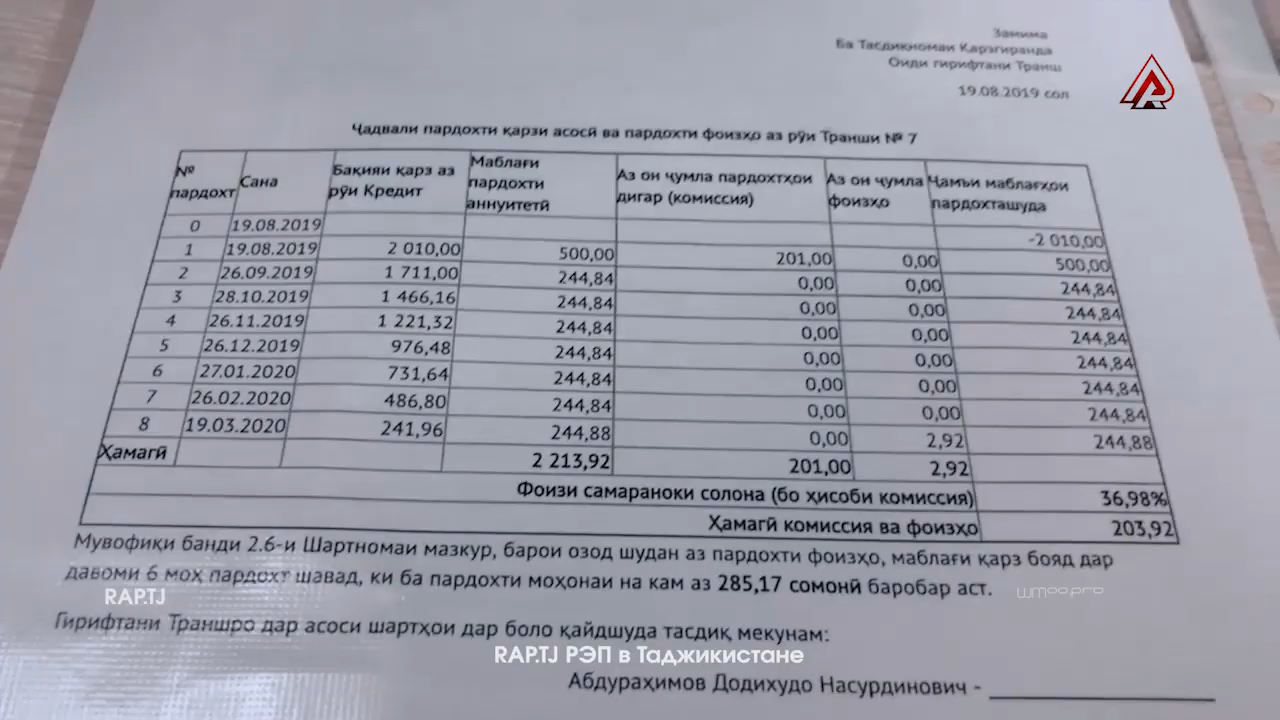 Замима
Ба Тасдиқномаи Қарзгиранда
Оиди гирифтани Транш
19.08.2019 сол
Ҷадвали пардохти қарзи асосӣ ва пардохти фоизҳо аз рӯи Транши № 7
№ пардохт Сана Бақияи қарз аз рӯи Кредит Маблағи пардохти аннуитетӣ Аз он ҷумла пардохтҳои дигар (комиссия) Аз он ҷумла фоизҳо Ҷамъи маблағҳои пардохташуда
0 19.08.2019 -2 010,00
1 19.08.2019 2 010,00 500,00 201,00 0,00 500,00
2 26.09.2019 1 711,00 244,84 0,00 0,00 244,84
3 28.10.2019 1 466,16 244,84 0,00 0,00 244,84
4 26.11.2019 1 221,32 244,84 0,00 0,00 244,84
5 26.12.2019 976,48 244,84 0,00 0,00 244,84
6 27.01.2020 731,64 244,84 0,00 0,00 244,84
7 26.02.2020 486,80 244,84 0,00 0,00 244,84
8 19.03.2020 241,96 244,88 0,00 2,92 244,88
Ҳамагӣ 2 213,92 201,00 2,92
Фоизи самараноки солона (бо ҳисоби комиссия) 36,98%
Ҳамагӣ комиссия ва фоизҳо 203,92
Мувофиқи банди 2.6-и Шартномаи мазкур, барои озод шудан аз пардохти фоизҳо, маблағи қарз бояд дар
давоми 6 моҳ пардохт шавад, ки ба пардохти моҳонаи на кам аз 285,17 сомонӣ баробар аст.
RAP.TJ
wmoo.pro
Гирифтани Траншро дар асоси шартҳои дар боло қайдшуда тасдиқ мекунам:
RAP.TJ РЭП в Таджикистане
Абдураҳимов Додихудо Насурдинович -